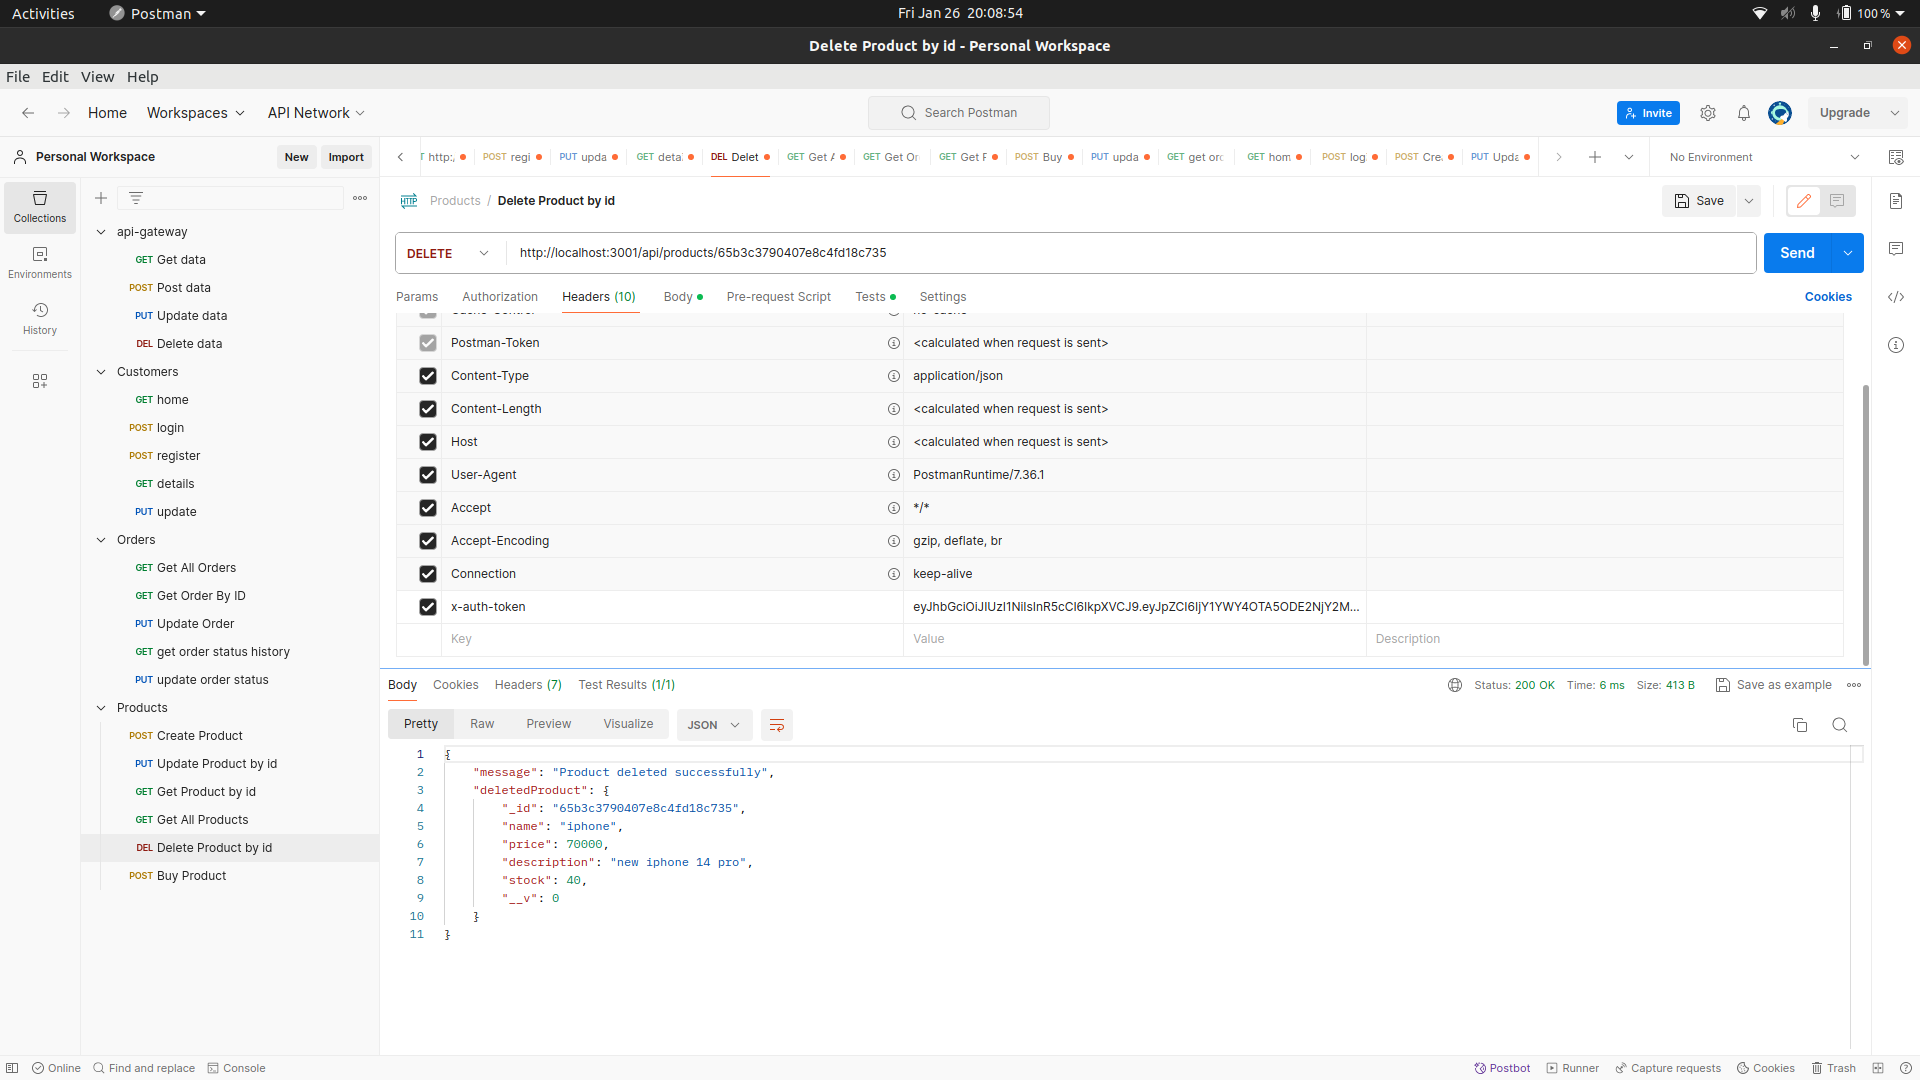 Activities
Postman
Fri Jan 26 20:08:54
100 %
Delete Product by id - Personal Workspace
File Edit View Help
Home
Workspaces
API Network
Search Postman
Invite
Upgrade
Personal Workspace
New
Import
http:/
POST regi
PUT upda
GET detai
DEL Delet
GET Get A
GET Get Or
GET Get P
POST Buy
PUT upda
GET get orc
GET hom
POST log
POST Cre
PUT Upda
No Environment
Collections
Environments
History
api-gateway
GET Get data
POST Post data
PUT Update data
DEL Delete data
Customers
GET home
POST login
POST register
GET details
PUT update
Orders
GET Get All Orders
GET Get Order By ID
PUT Update Order
GET get order status history
PUT update order status
Products
POST Create Product
PUT Update Product by id
GET Get Product by id
GET Get All Products
DEL Delete Product by id
POST Buy Product
HTTP
Products / Delete Product by id
Save
DELETE
http://localhost:3001/api/products/65b3c3790407e8c4fd18c735
Send
Params
Authorization
Headers (10)
Body
Pre-request Script
Tests
Settings
Cookies
Postman-Token <calculated when request is sent>
Content-Type application/json
Content-Length <calculated when request is sent>
Host <calculated when request is sent>
User-Agent PostmanRuntime/7.36.1
Accept */*
Accept-Encoding gzip, deflate, br
Connection keep-alive
x-auth-token eyJhbGciOiJIUzI1NiIsInR5cCI6IkpXVCJ9.eyJpZCI6IjY1YWY4OTA5ODE2NjY2M...
Key Value Description
Body
Cookies
Headers (7)
Test Results (1/1)
Status: 200 OK
Time: 6 ms
Size: 413 B
Save as example
Pretty
Raw
Preview
Visualize
JSON
1 {
2 "message": "Product deleted successfully",
3 "deletedProduct": {
4 "_id": "65b3c3790407e8c4fd18c735",
5 "name": "iphone",
6 "price": 70000,
7 "description": "new iphone 14 pro",
8 "stock": 40,
9 "__v": 0
10 }
11 }
Online
Find and replace
Console
Postbot
Runner
Capture requests
Cookies
Trash